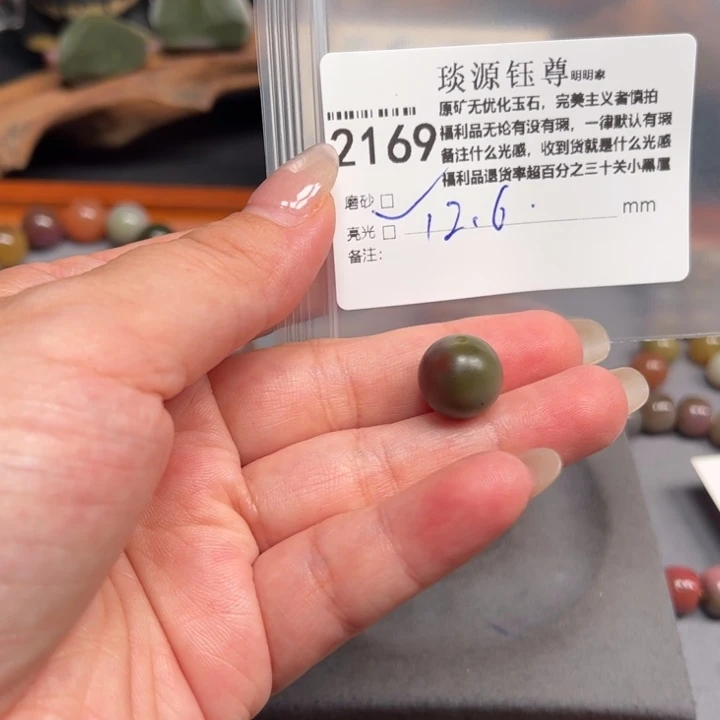 琰源钰尊明明家
原矿无优化玉石，完美主义者慎拍
2169
福利品无论有没有瑕，一律默认有瑕
备注什么光感，收到货就是什么光感
福利品退货率超百分之三十关小黑屋
磨砂 □
亮光 □ 12.6 mm
备注: